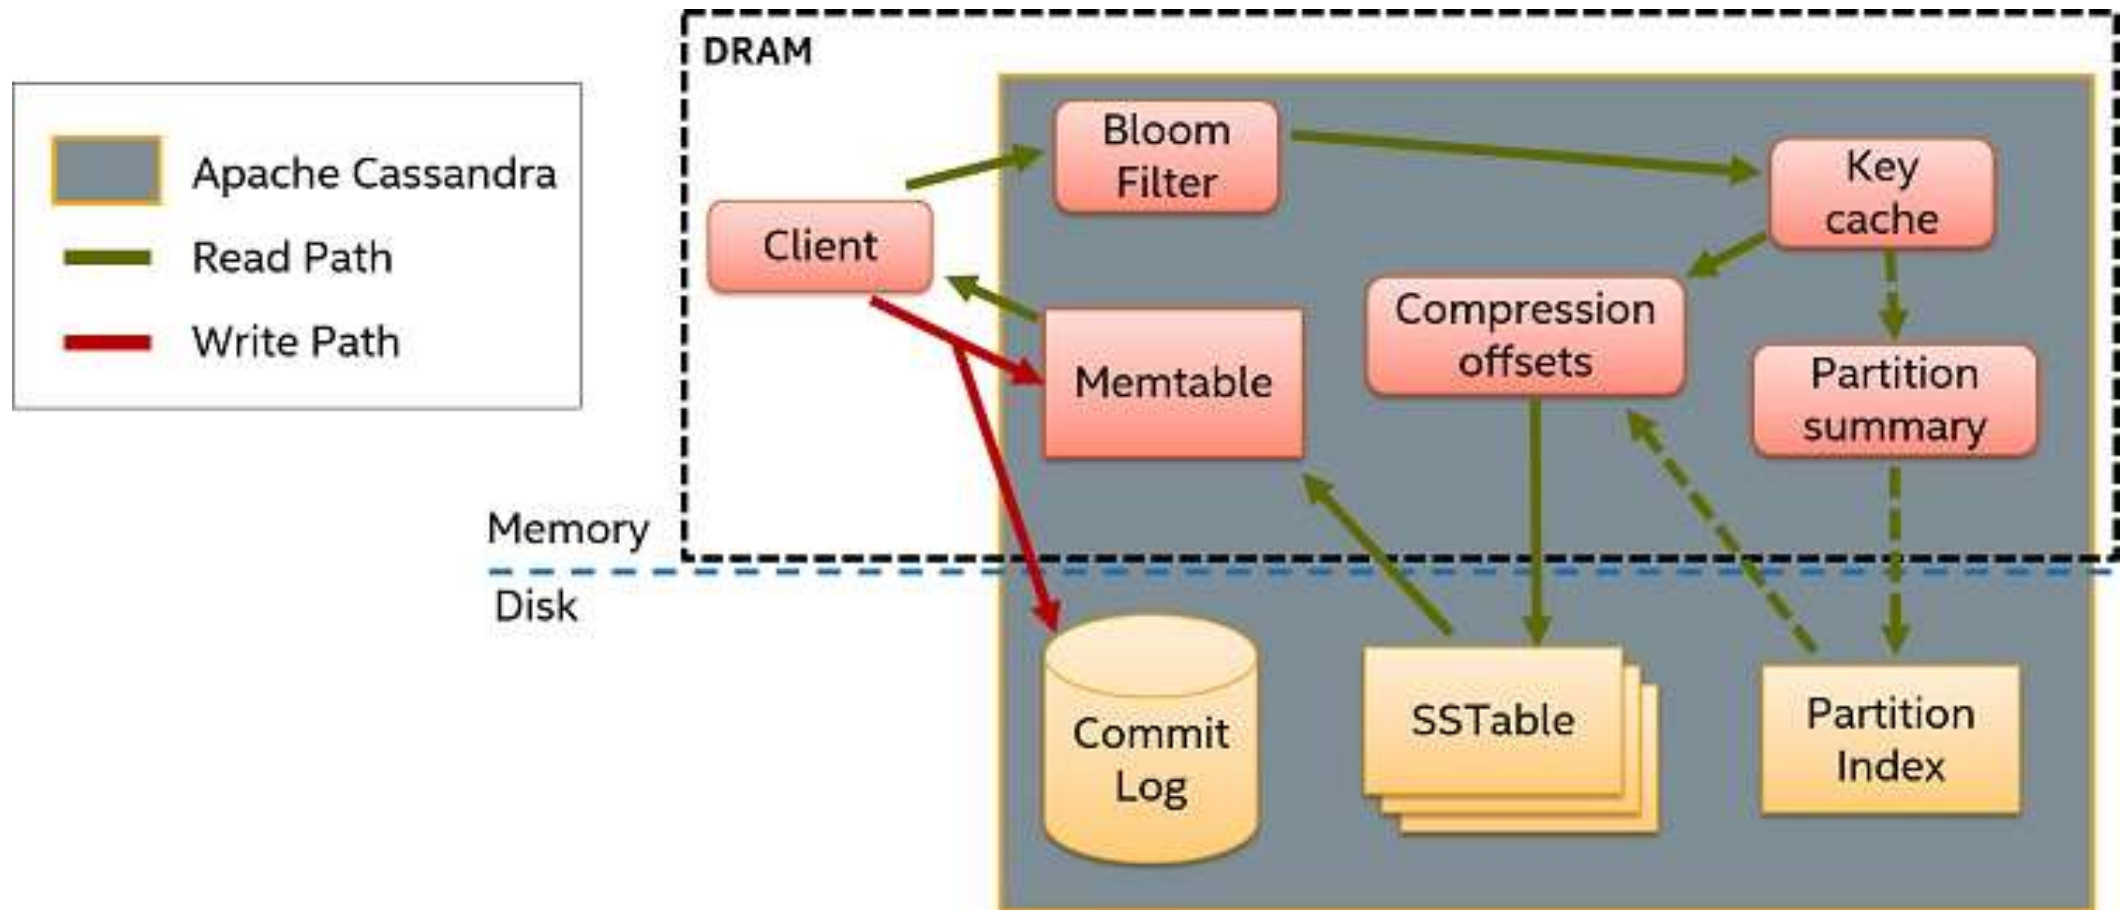 DRAM
Apache Cassandra
Read Path
Write Path
Bloom
Filter
Key
cache
Client
Compression
offsets
Memtable
Partition
summary
Memory
Disk
Commit
Log
SSTable
Partition
Index